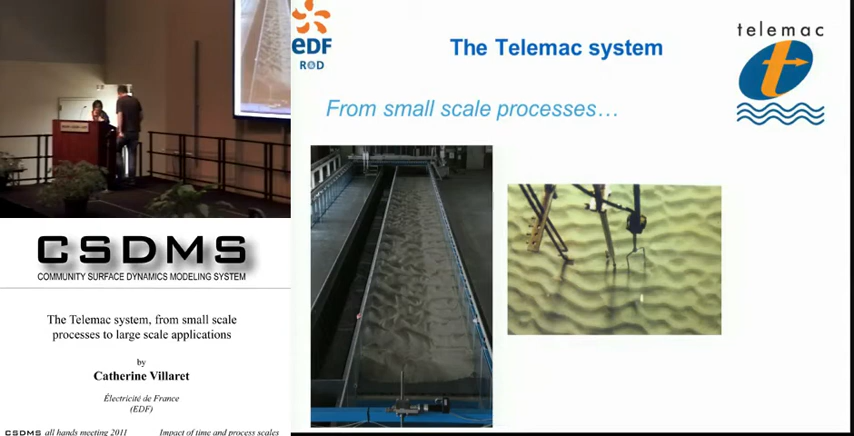 CSDMS
COMMUNITY SURFACE DYNAMICS MODELING SYSTEM
The Telemac system, from small scale
processes to large scale applications
by
Catherine Villaret
Électricité de France
(EDF)
CSDMS all hands meeting 2011 Impact of time and process scales
eDF
R&D
The Telemac system
telemac
t
From small scale processes…